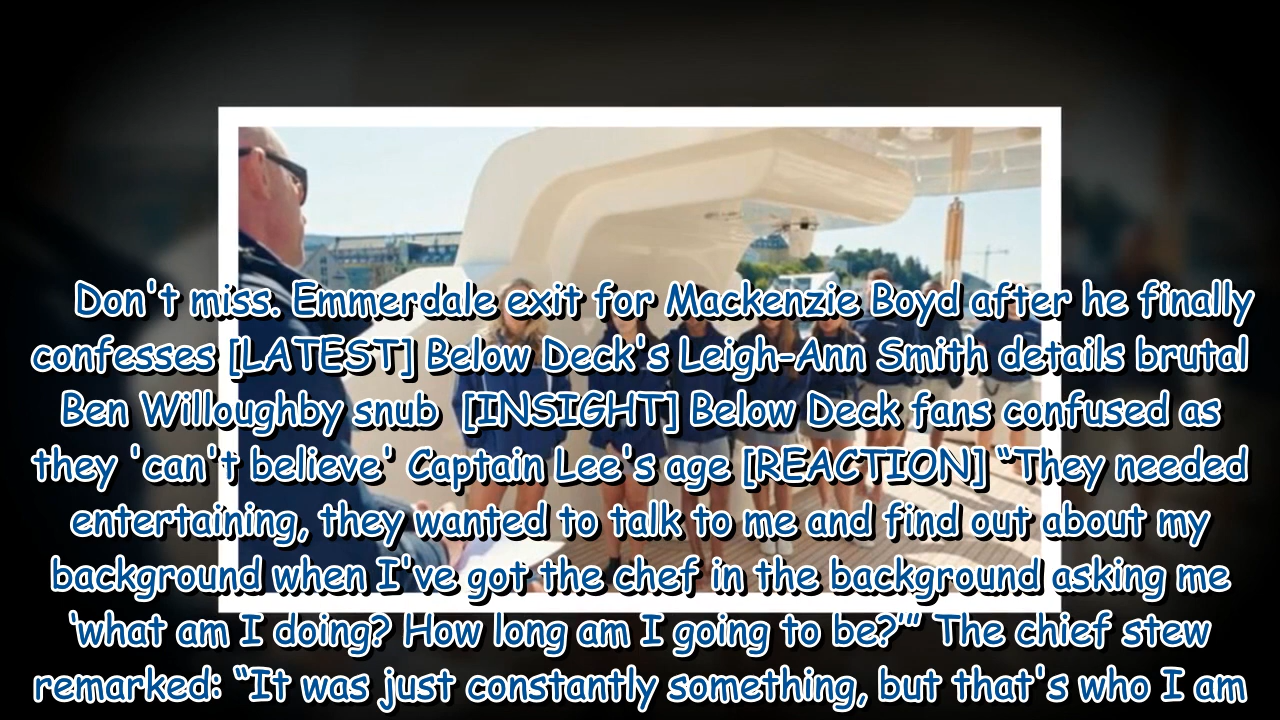 Don't miss. Emmerdale exit for Mackenzie Boyd after he finally
confesses [LATEST] Below Deck's Leigh-Ann Smith details brutal
Ben Willoughby snub [INSIGHT] Below Deck fans confused as
they 'can't believe' Captain Lee's age [REACTION] “They needed
entertaining, they wanted to talk to me and find out about my
background when I've got the chef in the background asking me
‘what am I doing? How long am I going to be?’” The chief stew
remarked: “It was just constantly something, but that's who I am